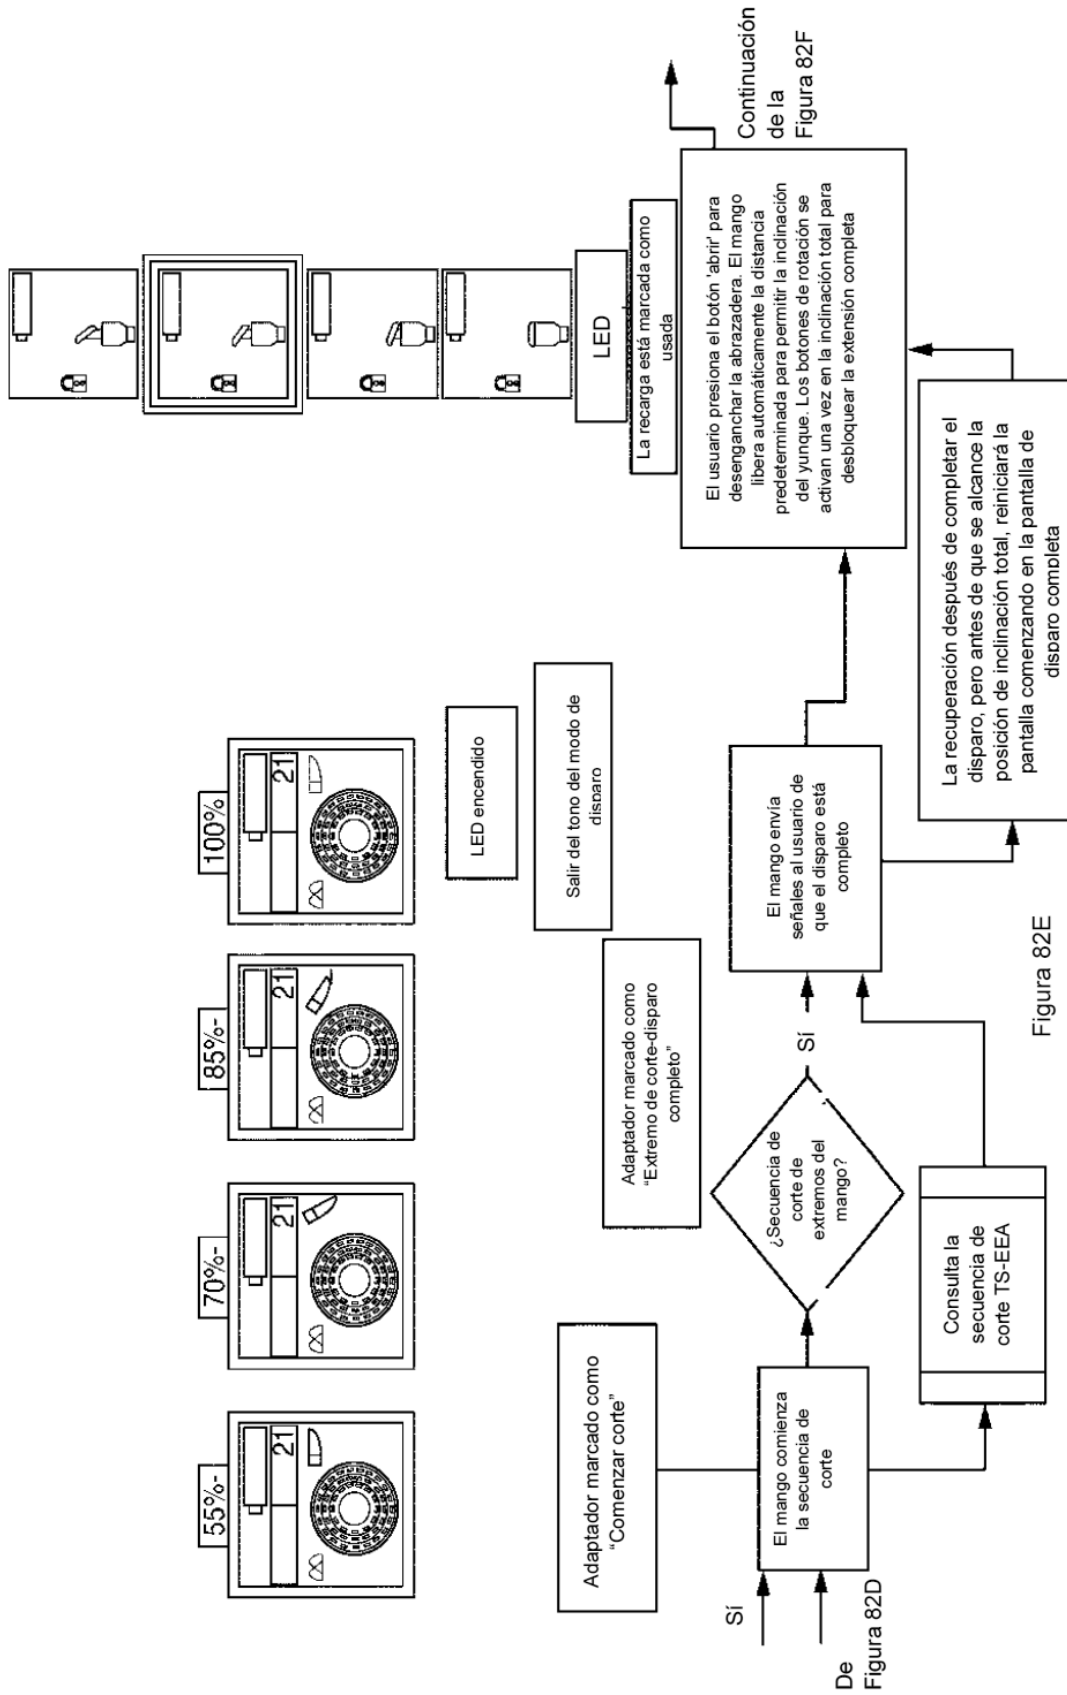 55%-
21
70%-
21
85%-
21
100%
21
LED encendido
Salir del tono del modo de
disparo
LED
La recarga está marcada como
usada
Adaptador marcado como
“Comenzar corte”
Adaptador marcado como
“Extremo de corte-disparo
completo”
Sí
De
Figura 82D
El mango comienza
la secuencia de
corte
¿Secuencia de
corte de
extremos del
mango?
Sí
Consulta la
secuencia de
corte TS-EEA
El mango envía
señales al usuario de
que el disparo está
completo
El usuario presiona el botón 'abrir' para
desenganchar la abrazadera. El mango
libera automáticamente la distancia
predeterminada para permitir la inclinación
del yunque. Los botones de rotación se
activan una vez en la inclinación total para
desbloquear la extensión completa
Continuación
de la
Figura 82F
La recuperación después de completar el
disparo, pero antes de que se alcance la
posición de inclinación total, reiniciará la
pantalla comenzando en la pantalla de
disparo completa
Figura 82E